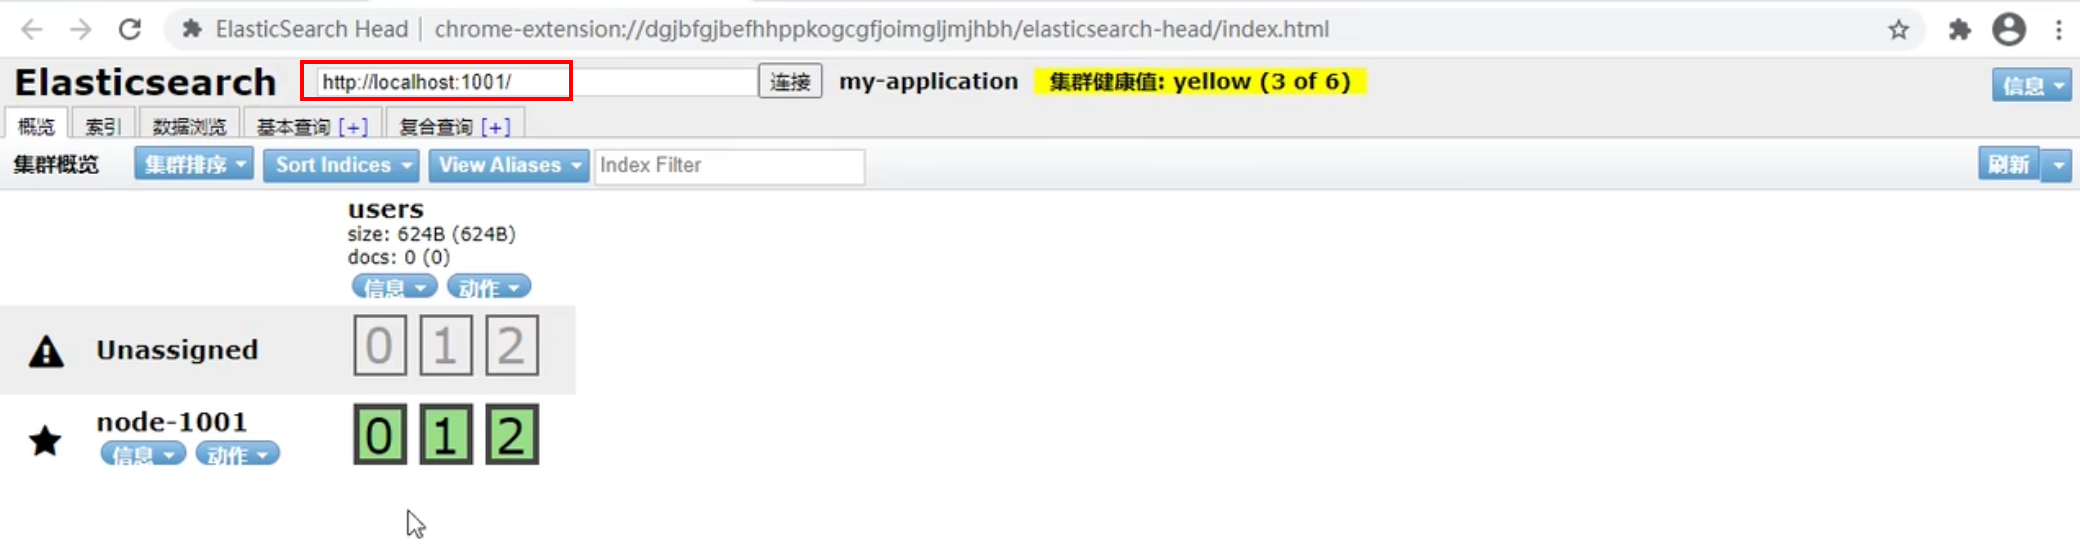 ElasticSearch Head | chrome-extension://dgjbfgjbefhhppkogcgfjoimgljmjhbh/elasticsearch-head/index.html
Elasticsearch http://localhost:1001/ 连接 my-application 集群健康值: yellow (3 of 6) 信息
概览 索引 数据浏览 基本查询 [+] 复合查询 [+]
集群概览 集群排序 Sort Indices View Aliases Index Filter 刷新
users
size: 624B (624B)
docs: 0 (0)
信息 动作
Unassigned 0 1 2
node-1001 0 1 2
信息 动作